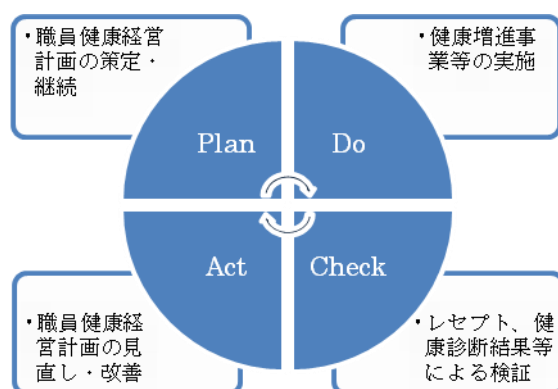 ・職員健康経営
計画の策定・
継続
・健康増進事
業等の実施
Plan
Do
Act
Check
・職員健康経
営計画の見
直し・改善
・レセプト、健
康診断結果等
による検証